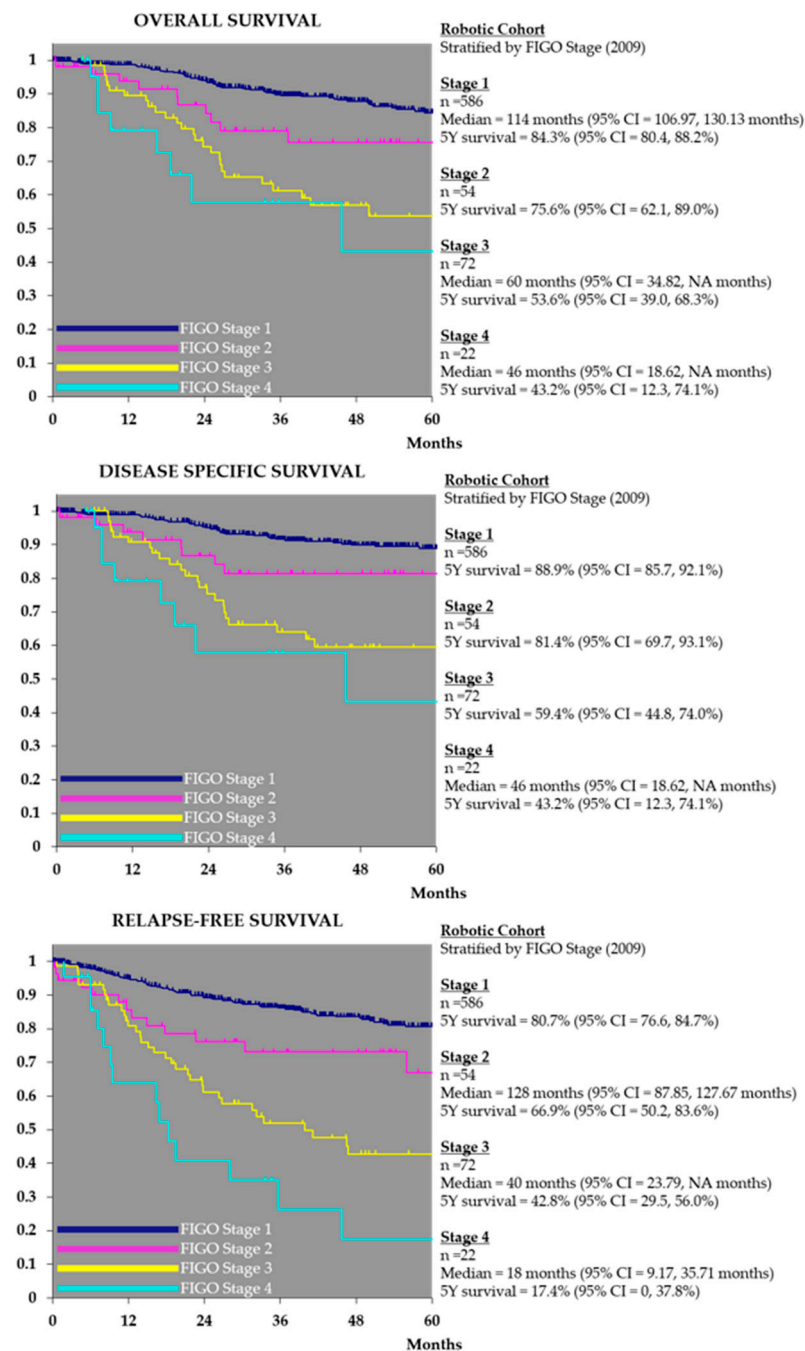 OVERALL SURVIVAL
1
0.9
0.8
0.7
0.6
0.5
0.4
0.3
0.2
0.1
0
FIGO Stage 1
FIGO Stage 2
FIGO Stage 3
FIGO Stage 4
0 12 24 36 48 60
Months
Robotic Cohort
Stratified by FIGO Stage (2009)
Stage 1
n =586
Median = 114 months (95% CI = 106.97, 130.13 months)
5Y survival = 84.3% (95% CI = 80.4, 88.2%)
Stage 2
n =54
5Y survival = 75.6% (95% CI = 62.1, 89.0%)
Stage 3
n =72
Median = 60 months (95% CI = 34.82, NA months)
5Y survival = 53.6% (95% CI = 39.0, 68.3%)
Stage 4
n =22
Median = 46 months (95% CI = 18.62, NA months)
5Y survival = 43.2% (95% CI = 12.3, 74.1%)
DISEASE SPECIFIC SURVIVAL
1
0.9
0.8
0.7
0.6
0.5
0.4
0.3
0.2
0.1
0
FIGO Stage 1
FIGO Stage 2
FIGO Stage 3
FIGO Stage 4
0 12 24 36 48 60
Months
Robotic Cohort
Stratified by FIGO Stage (2009)
Stage 1
n =586
5Y survival = 88.9% (95% CI = 85.7, 92.1%)
Stage 2
n =54
5Y survival = 81.4% (95% CI = 69.7, 93.1%)
Stage 3
n =72
5Y survival = 59.4% (95% CI = 44.8, 74.0%)
Stage 4
n =22
Median = 46 months (95% CI = 18.62, NA months)
5Y survival = 43.2% (95% CI = 12.3, 74.1%)
RELAPSE-FREE SURVIVAL
1
0.9
0.8
0.7
0.6
0.5
0.4
0.3
0.2
0.1
0
FIGO Stage 1
FIGO Stage 2
FIGO Stage 3
FIGO Stage 4
0 12 24 36 48 60
Months
Robotic Cohort
Stratified by FIGO Stage (2009)
Stage 1
n =586
5Y survival = 80.7% (95% CI = 76.6, 84.7%)
Stage 2
n =54
Median = 128 months (95% CI = 87.85, 127.67 months)
5Y survival = 66.9% (95% CI = 50.2, 83.6%)
Stage 3
n =72
Median = 40 months (95% CI = 23.79, NA months)
5Y survival = 42.8% (95% CI = 29.5, 56.0%)
Stage 4
n =22
Median = 18 months (95% CI = 9.17, 35.71 months)
5Y survival = 17.4% (95% CI = 0, 37.8%)